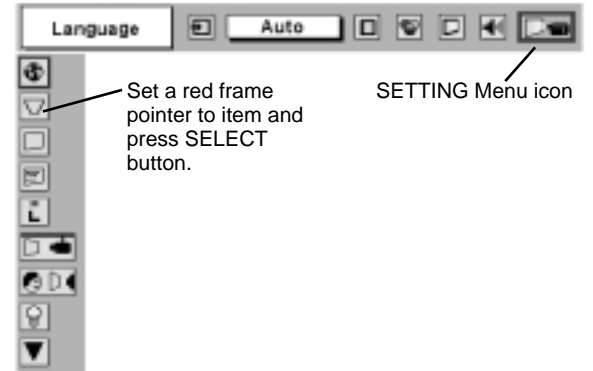 Language
Auto
Set a red frame
pointer to item and
press SELECT
button.
SETTING Menu icon
L